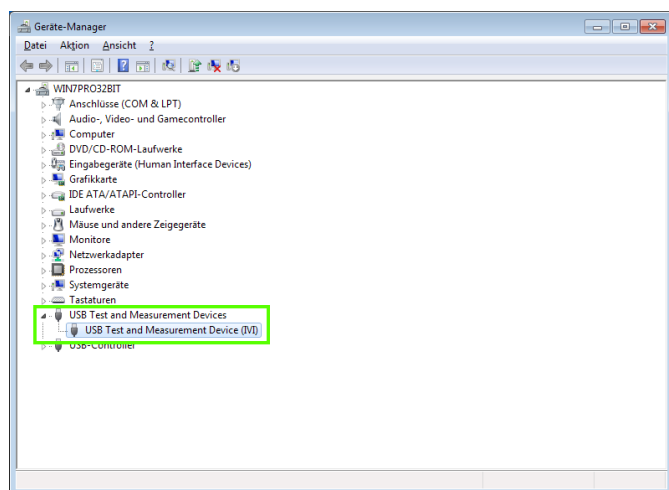 Geräte-Manager
Datei Aktion Ansicht ?
WIN7PRO32BIT
Anschlüsse (COM & LPT)
Audio-, Video- und Gamecontroller
Computer
DVD/CD-ROM-Laufwerke
Eingabegeräte (Human Interface Devices)
Grafikkarte
IDE ATA/ATAPI-Controller
Laufwerke
Mäuse und andere Zeigegeräte
Monitore
Netzwerkadapter
Prozessoren
Systemgeräte
Tastaturen
USB Test and Measurement Devices
USB Test and Measurement Device (IVI)
USB-Controller